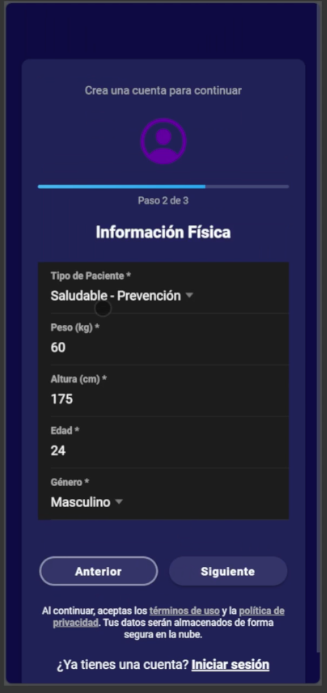 Crea una cuenta para continuar
Paso 2 de 3
Información Física
Tipo de Paciente *
Saludable - Prevención
Peso (kg) *
60
Altura (cm) *
175
Edad *
24
Género *
Masculino
Anterior
Siguiente
Al continuar, aceptas los términos de uso y la política de
privacidad. Tus datos serán almacenados de forma
segura en la nube.
¿Ya tienes una cuenta? Iniciar sesión